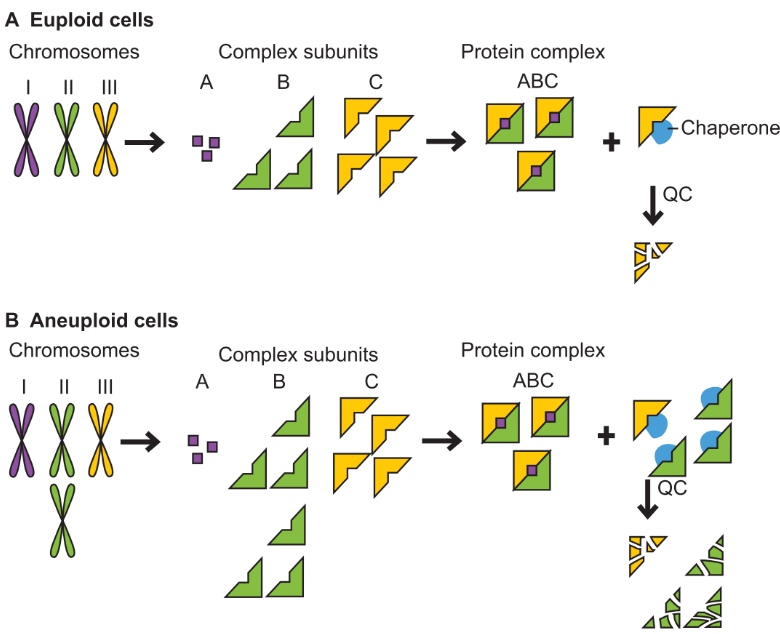 A Euploid cells
Chromosomes Complex subunits Protein complex
I II III A B C ABC
Chaperone
QC
B Aneuploid cells
Chromosomes Complex subunits Protein complex
I II III A B C ABC
QC